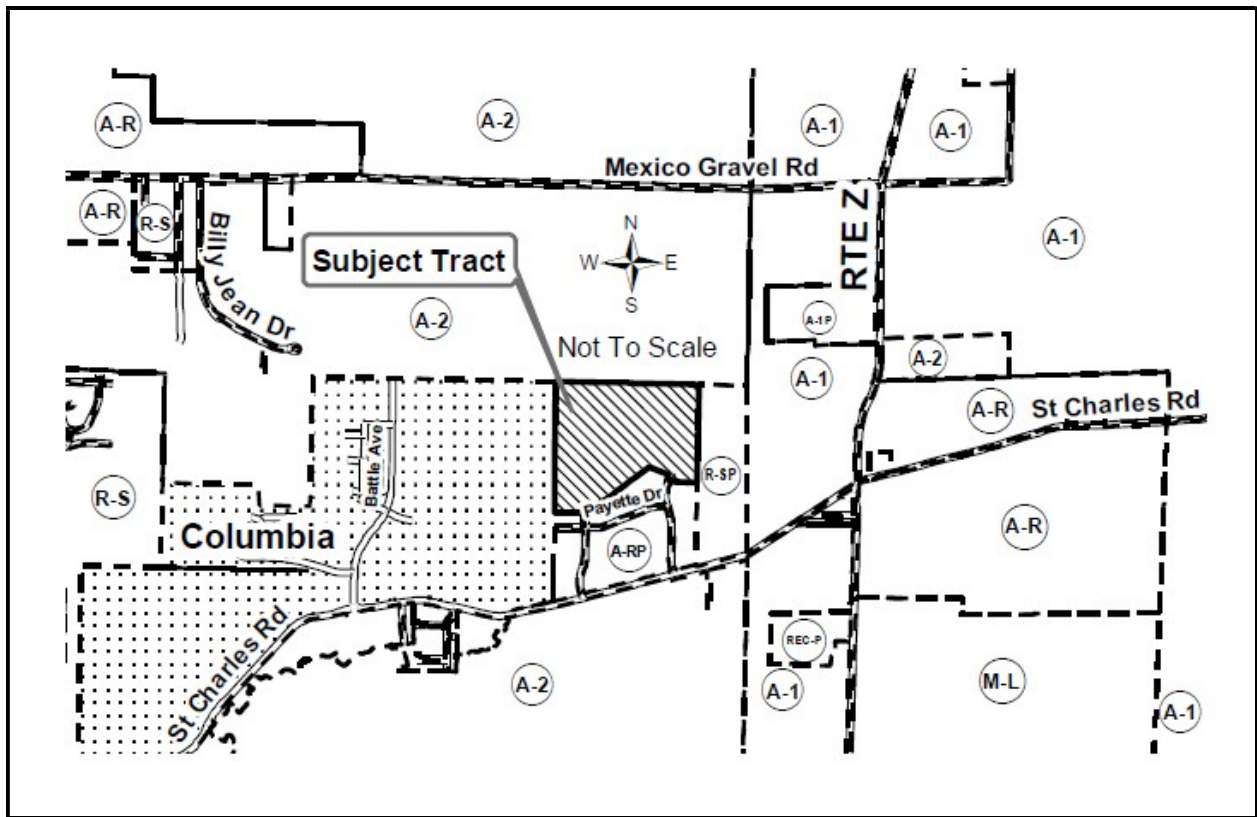 A-R
A-2
A-1
A-1
Mexico Gravel Rd
A-R
R-S
Billy Jean Dr
RTE Z
A-1
N
W E
S
Subject Tract
A-2
Not To Scale
A-1P
A-2
A-1
A-R
St Charles Rd
R-S
Battle Ave
R-SP
Payette Dr
Columbia
A-RP
A-R
St Charles Rd
REC-P
A-2
A-1
M-L
A-1